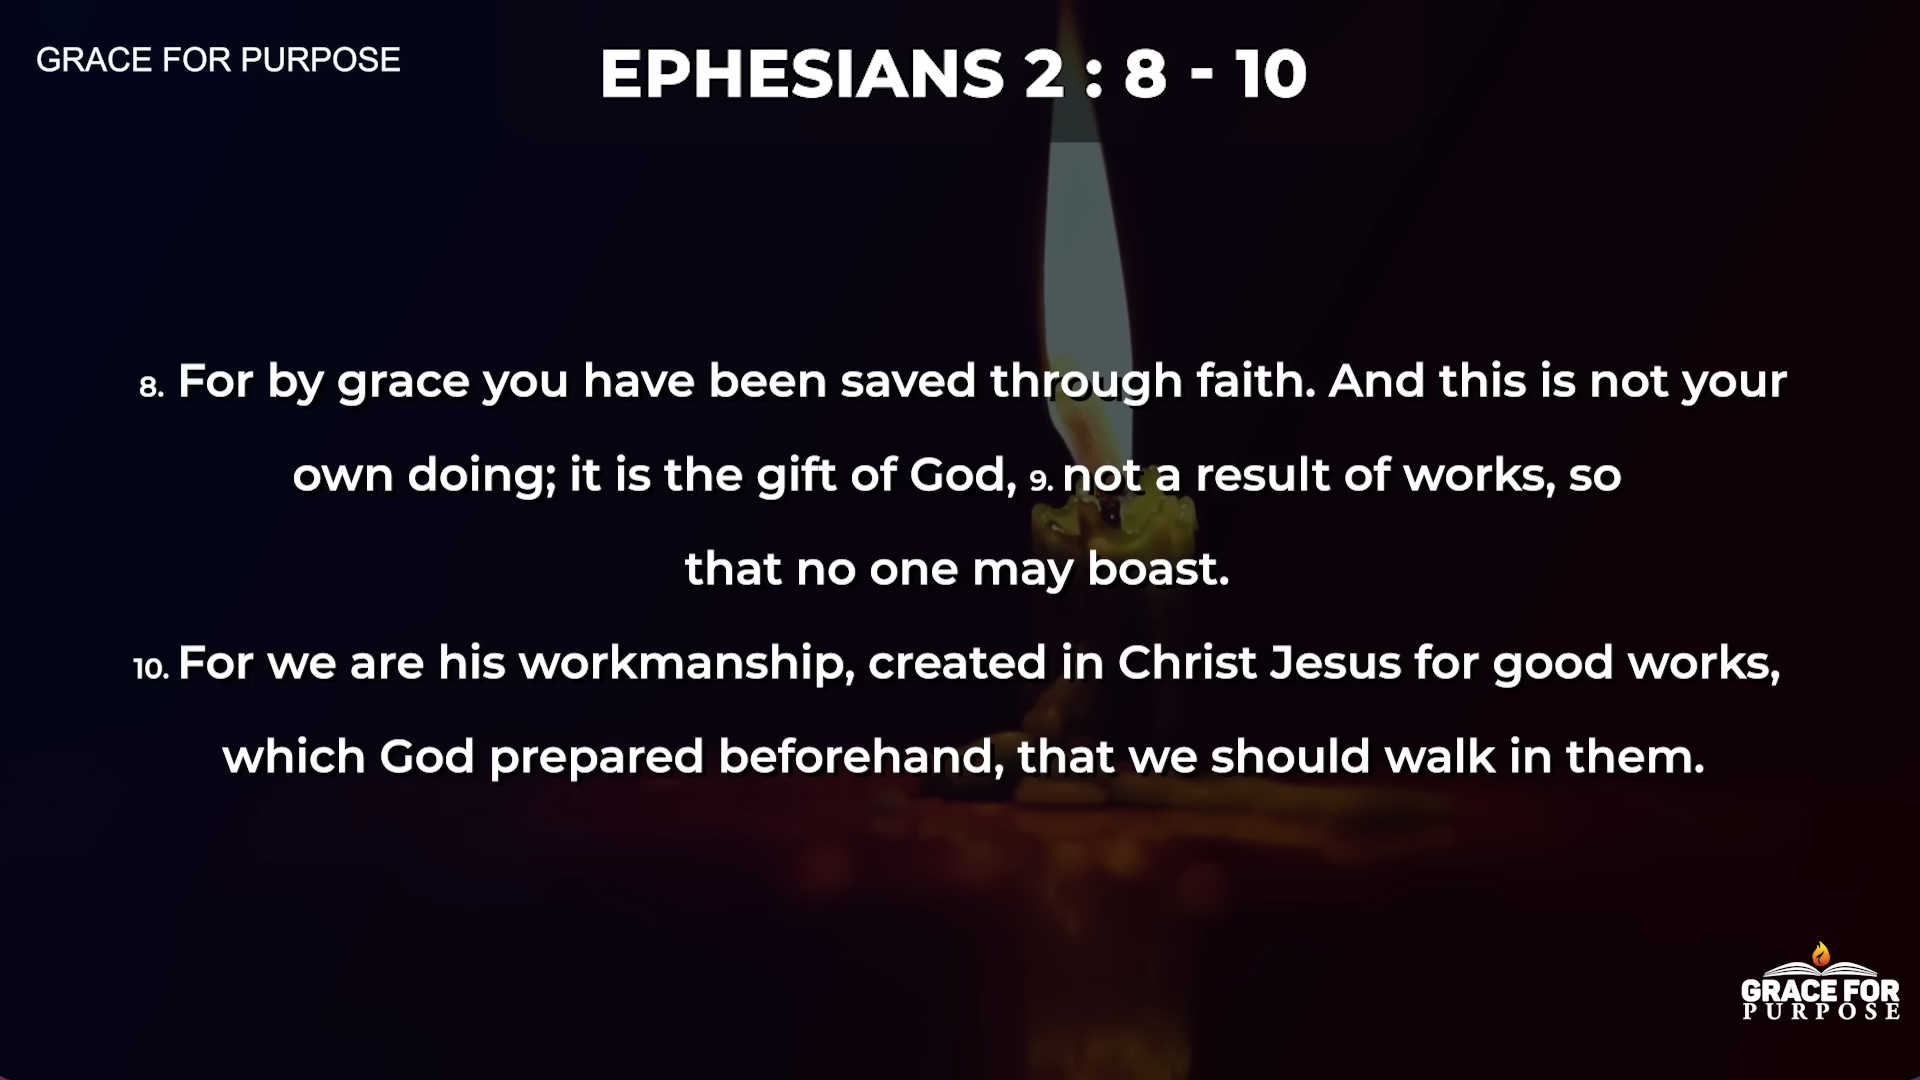 GRACE FOR PURPOSE
EPHESIANS 2 : 8 - 10
8. For by grace you have been saved through faith. And this is not your
own doing; it is the gift of God, 9. not a result of works, so
that no one may boast.
10. For we are his workmanship, created in Christ Jesus for good works,
which God prepared beforehand, that we should walk in them.
GRACE FOR
PURPOSE